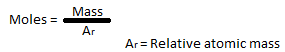 Moles = Mass
Ar
Ar = Relative atomic mass